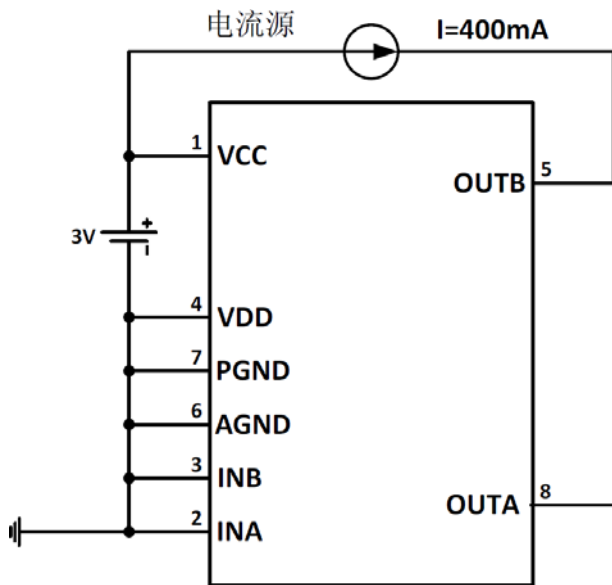 电流源 I=400mA
1 VCC
OUTB 5
3V + -
4 VDD
7 PGND
6 AGND
3 INB
OUTA 8
2 INA